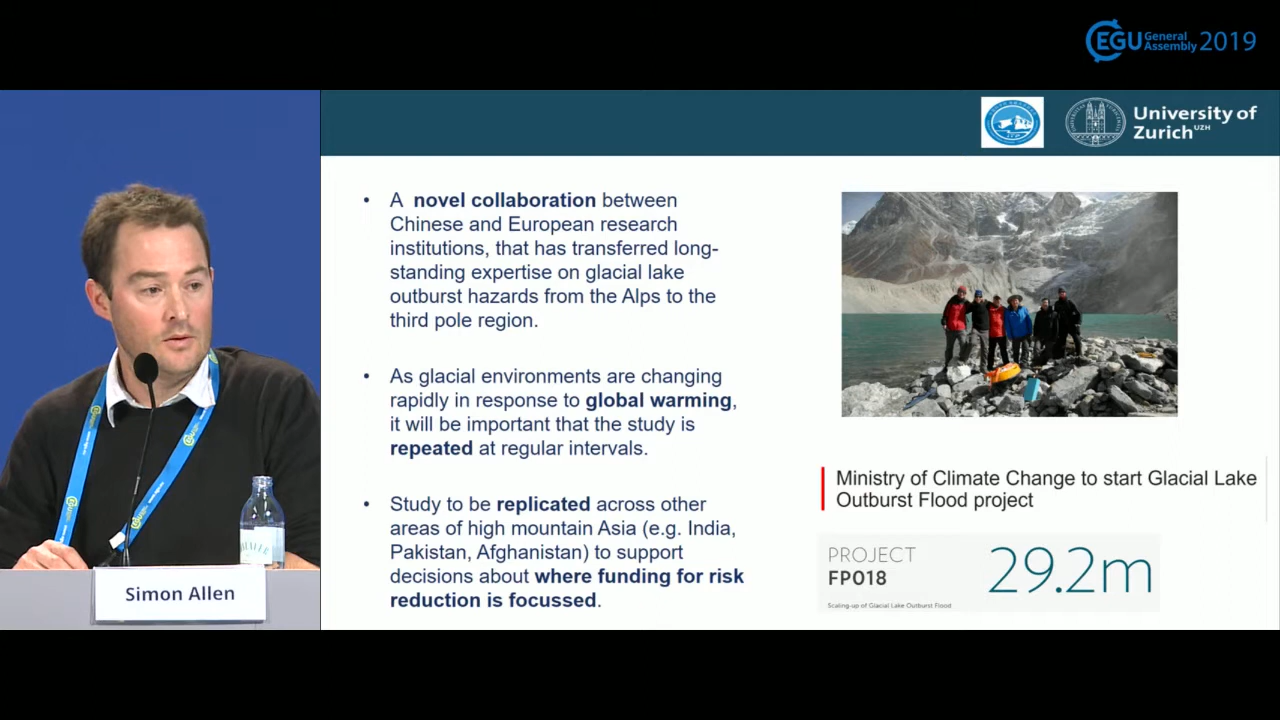 EGU General
Assembly 2019
University of
Zurich UZH
• A novel collaboration between
Chinese and European research
institutions, that has transferred long-
standing expertise on glacial lake
outburst hazards from the Alps to the
third pole region.
• As glacial environments are changing
rapidly in response to global warming,
it will be important that the study is
repeated at regular intervals.
• Study to be replicated across other
areas of high mountain Asia (e.g. India,
Pakistan, Afghanistan) to support
decisions about where funding for risk
reduction is focussed.
Ministry of Climate Change to start Glacial Lake
Outburst Flood project
PROJECT
FP018
29.2m
Scaling-up of Glacial Lake Outburst Flood
Simon Allen